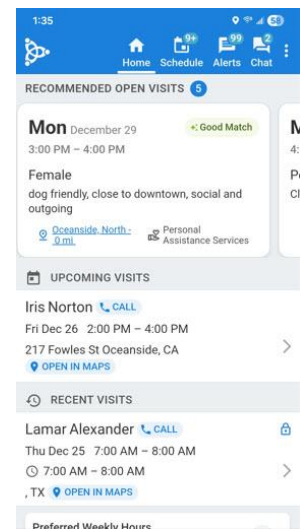 1:35
53
9+
99
2
Home Schedule Alerts Chat
RECOMMENDED OPEN VISITS 5
Mon December 29
Good Match
3:00 PM – 4:00 PM
Female
dog friendly, close to downtown, social and
outgoing
Oceanside, North -
0 mi
Personal
Assistance Services
M
4:
Cl
UPCOMING VISITS
Iris Norton CALL
Fri Dec 26 2:00 PM – 4:00 PM
217 Fowles St Oceanside, CA
OPEN IN MAPS
RECENT VISITS
Lamar Alexander CALL
Thu Dec 25 7:00 AM – 8:00 AM
7:00 AM – 8:00 AM
, TX OPEN IN MAPS
Preferred Weekly Hours